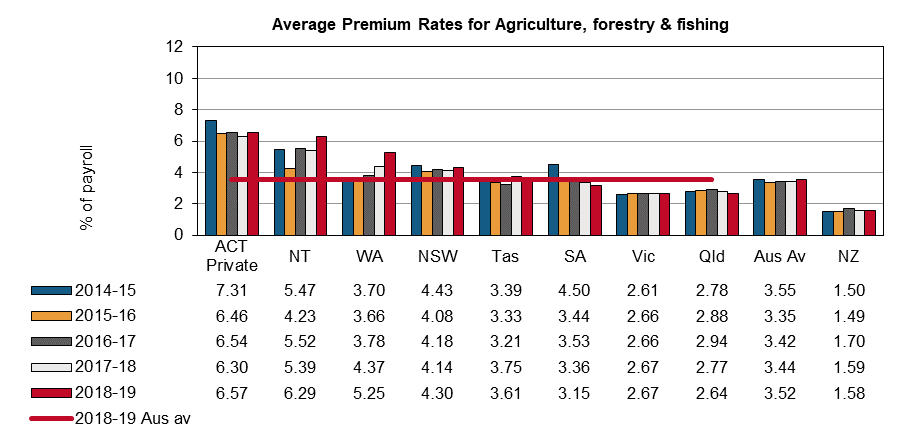 Average Premium Rates for Agriculture, forestry & fishing
% of payroll
12
10
8
6
4
2
0
ACT Private NT WA NSW Tas SA Vic Qld Aus Av NZ
2014-15 7.31 5.47 3.70 4.43 3.39 4.50 2.61 2.78 3.55 1.50
2015-16 6.46 4.23 3.66 4.08 3.33 3.44 2.66 2.88 3.35 1.49
2016-17 6.54 5.52 3.78 4.18 3.21 3.53 2.66 2.94 3.42 1.70
2017-18 6.30 5.39 4.37 4.14 3.75 3.36 2.67 2.77 3.44 1.59
2018-19 6.57 6.29 5.25 4.30 3.61 3.15 2.67 2.64 3.52 1.58
2018-19 Aus av